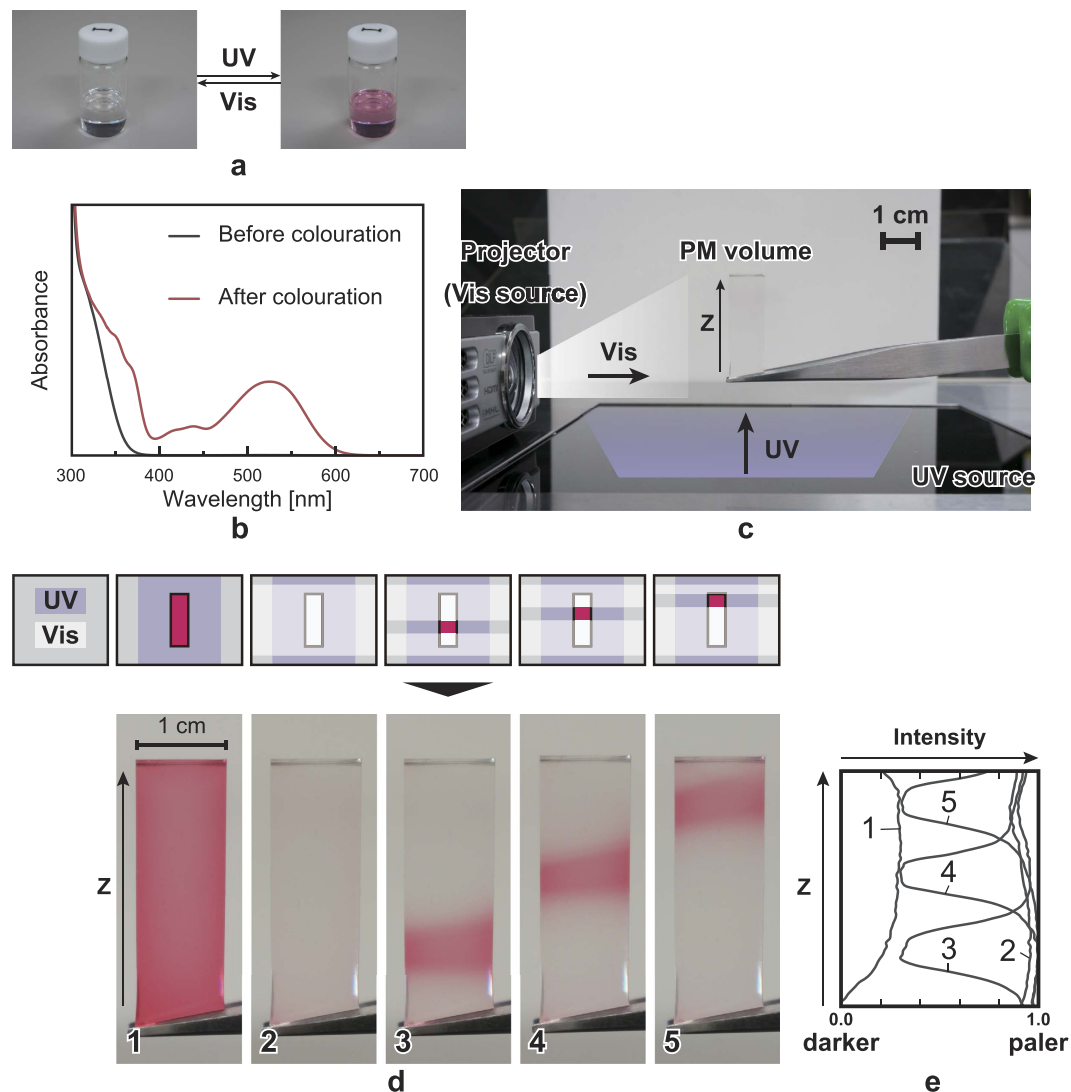 UV
Vis
a
Absorbance
Before colouration
After colouration
300
400
500
600
700
Wavelength [nm]
b
Projector
(Vis source)
PM volume
1 cm
Z
Vis
UV
UV source
c
UV
Vis
1 cm
Z
1
2
3
4
5
d
Intensity
Z
1
5
4
3
2
0.0
1.0
darker
paler
e